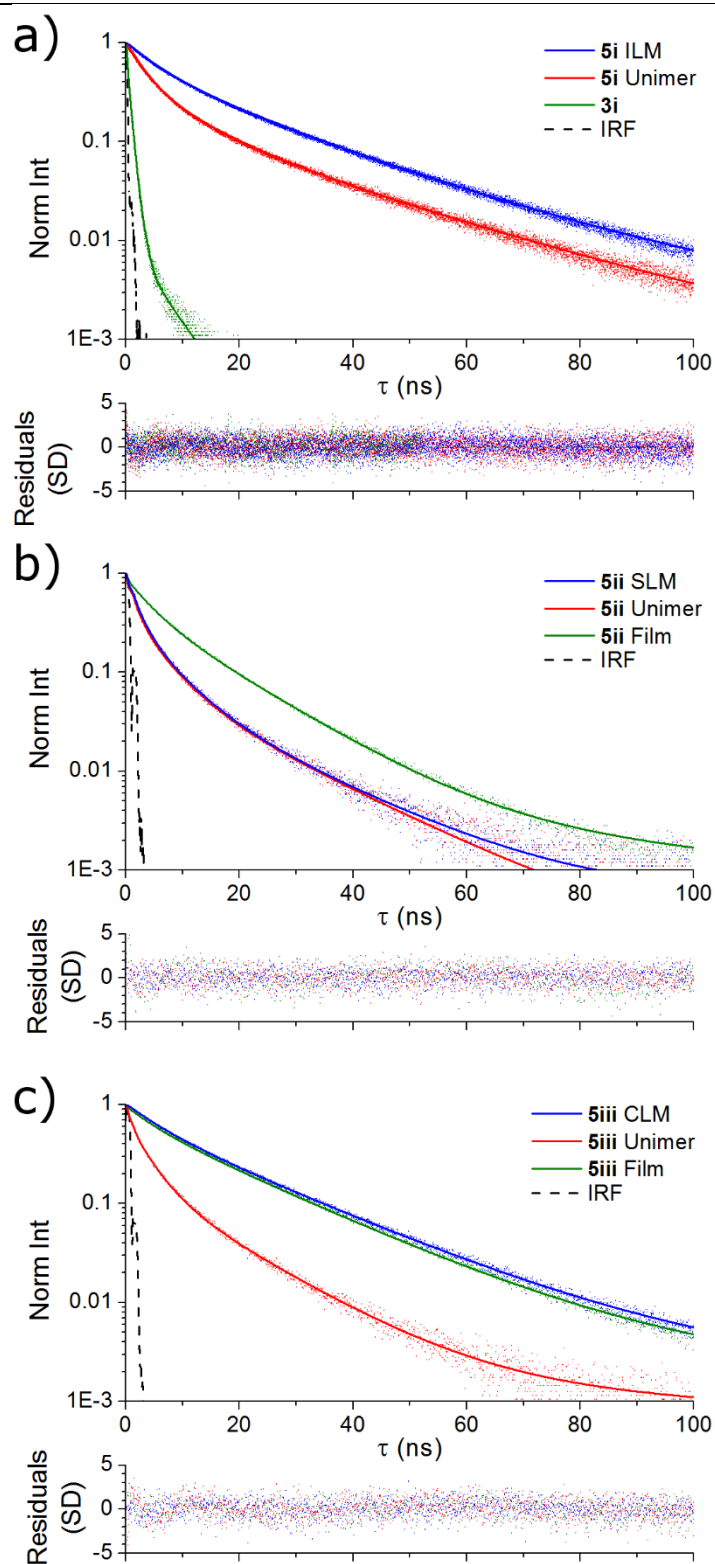 a)
5i ILM
5i Unimer
3i
IRF
Norm Int
1
0.1
0.01
1E-3
0 20 40 60 80 100
τ (ns)
Residuals
(SD)
5
0
-5
b)
5ii SLM
5ii Unimer
5ii Film
IRF
Norm Int
1
0.1
0.01
1E-3
0 20 40 60 80 100
τ (ns)
Residuals
(SD)
5
0
-5
c)
5iii CLM
5iii Unimer
5iii Film
IRF
Norm Int
1
0.1
0.01
1E-3
0 20 40 60 80 100
τ (ns)
Residuals
(SD)
5
0
-5